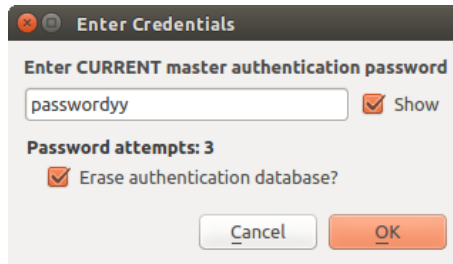 Enter Credentials
Enter CURRENT master authentication password
passwordyy Show
Password attempts: 3
Erase authentication database?
Cancel OK